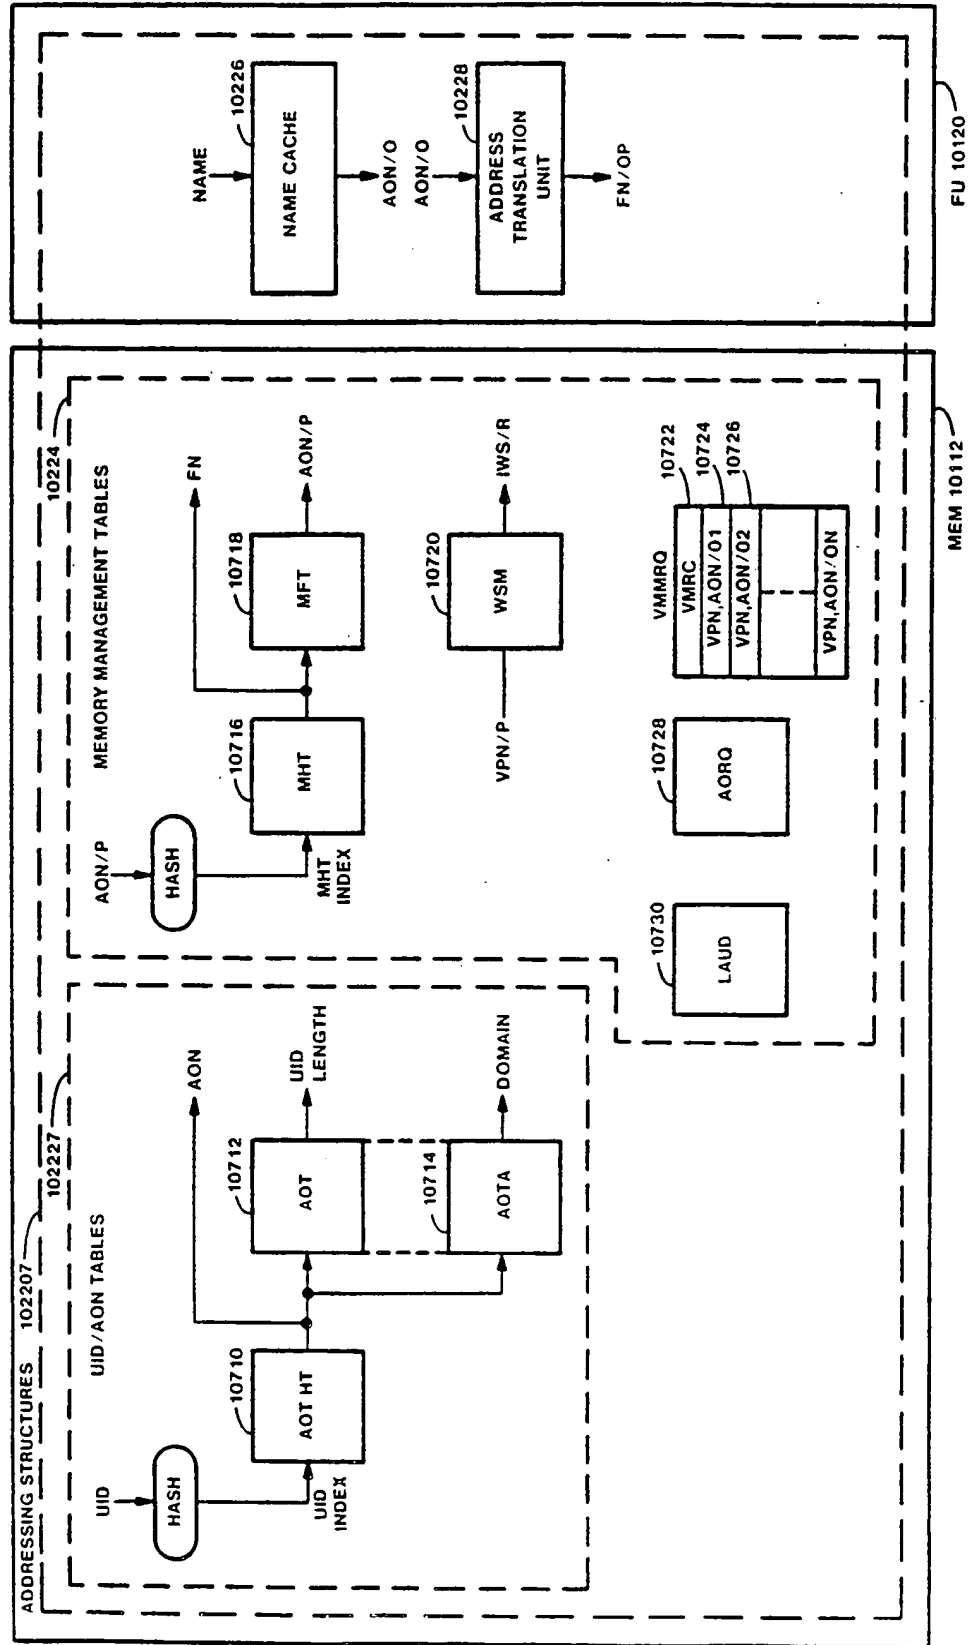 ADDRESSING STRUCTURES 102207
102227
UID/AON TABLES
UID
HASH
UID
INDEX
10710
AOT HT
AON
10712
AOT
UID
LENGTH
10714
AOTA
DOMAIN
10224
MEMORY MANAGEMENT TABLES
AON/P
HASH
MHT
INDEX
10716
MHT
FN
10718
MFT
AON/P
VPN/P
10720
WSM
IWS/R
10730
LAUD
10728
AORQ
VMMRQ
VMRC
10722
VPN,AON/O1
10724
VPN,AON/O2
10726
VPN,AON/ON
MEM 10112
NAME
10226
NAME CACHE
AON/O
AON/O
10228
ADDRESS
TRANSLATION
UNIT
FN/OP
FU 10120